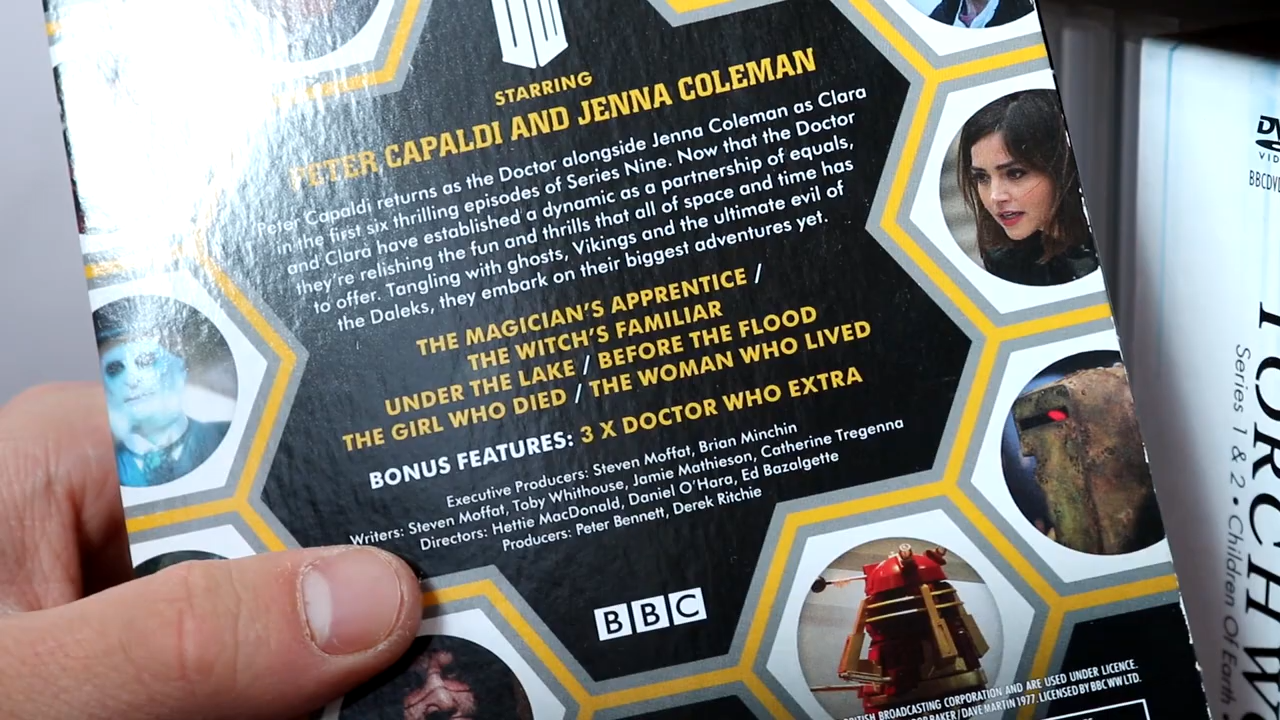 STARRING
PETER CAPALDI AND JENNA COLEMAN
Peter Capaldi returns as the Doctor alongside Jenna Coleman as Clara
in the first six thrilling episodes of Series Nine. Now that the Doctor
and Clara have established a dynamic as a partnership of equals,
they're relishing the fun and thrills that all of space and time has
to offer. Tangling with ghosts, Vikings and the ultimate evil of
the Daleks, they embark on their biggest adventures yet.
THE MAGICIAN'S APPRENTICE /
THE WITCH'S FAMILIAR
UNDER THE LAKE / BEFORE THE FLOOD
THE GIRL WHO DIED / THE WOMAN WHO LIVED
BONUS FEATURES: 3 X DOCTOR WHO EXTRA
Executive Producers: Steven Moffat, Brian Minchin
Writers: Steven Moffat, Toby Whithouse, Jamie Mathieson, Catherine Tregenna
Directors: Hettie MacDonald, Daniel O'Hara, Ed Bazalgette
Producers: Peter Bennett, Derek Ritchie
BBC
BROADCASTING CORPORATION AND ARE USED UNDER LICENCE.
BAKER / DAVE MARTIN 1977. LICENSED BY BBC WW LTD.
Series 1 & 2 • Children Of Earth